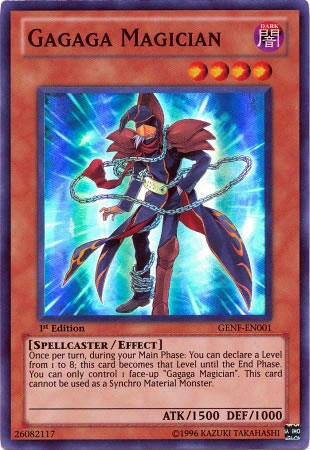 GAGAGA MAGICIAN
DARK
闇
1st Edition
GENF-EN001
[SPELLCASTER / EFFECT]
Once per turn, during your Main Phase: You can declare a Level
from 1 to 8; this card becomes that Level until the End Phase.
You can only control 1 face-up "Gagaga Magician". This card
cannot be used as a Synchro Material Monster.
ATK/1500 DEF/1000
26082117
©1996 KAZUKI TAKAHASHI